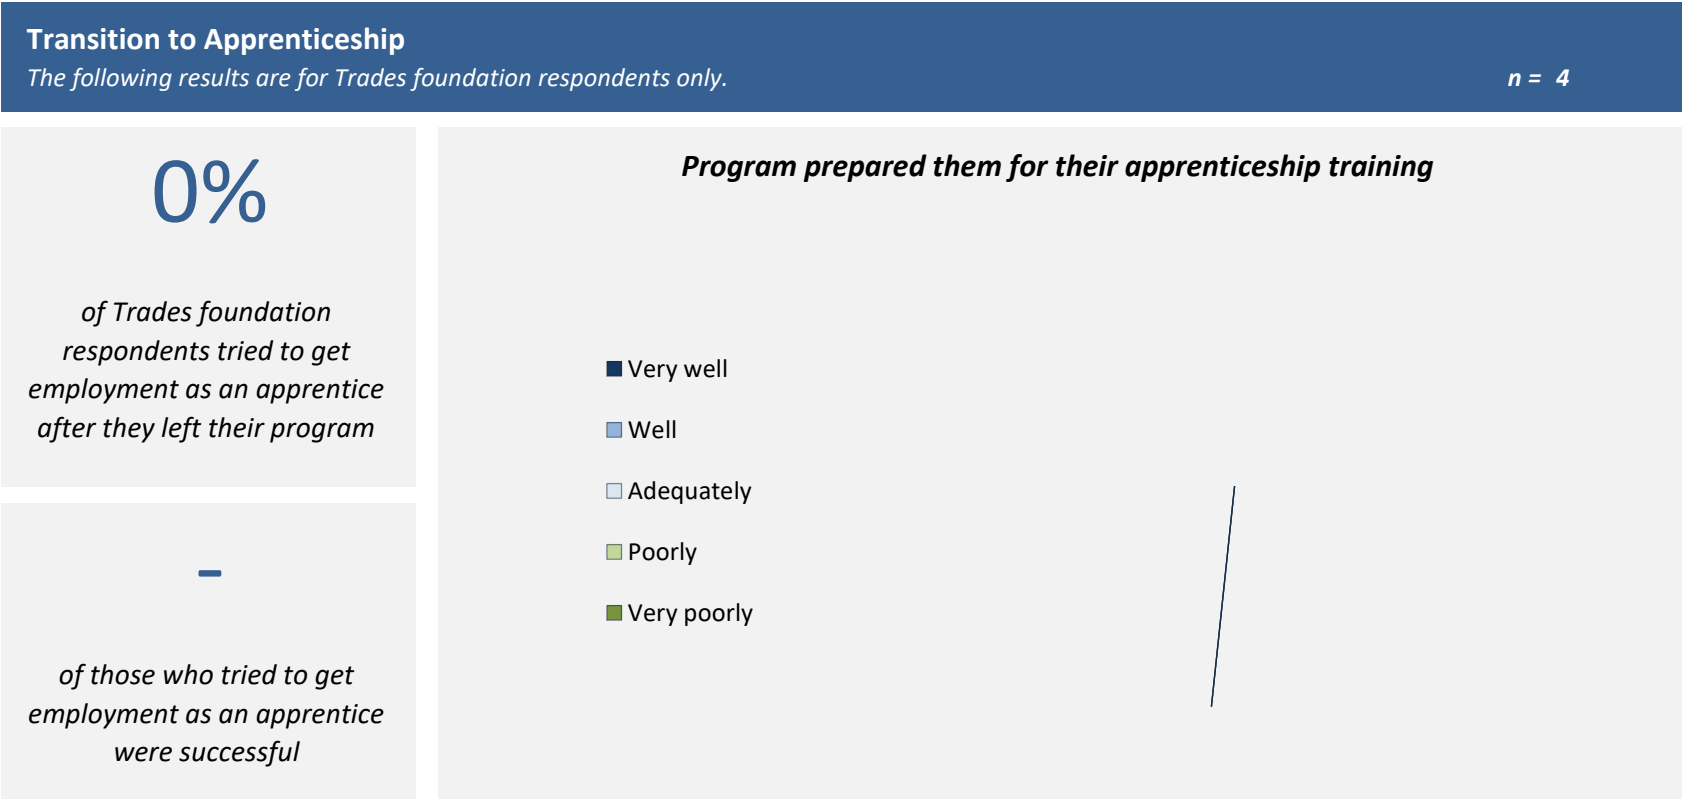 Transition to Apprenticeship
The following results are for Trades foundation respondents only. n = 4
0%
of Trades foundation
respondents tried to get
employment as an apprentice
after they left their program
-
of those who tried to get
employment as an apprentice
were successful
Program prepared them for their apprenticeship training
Very well
Well
Adequately
Poorly
Very poorly